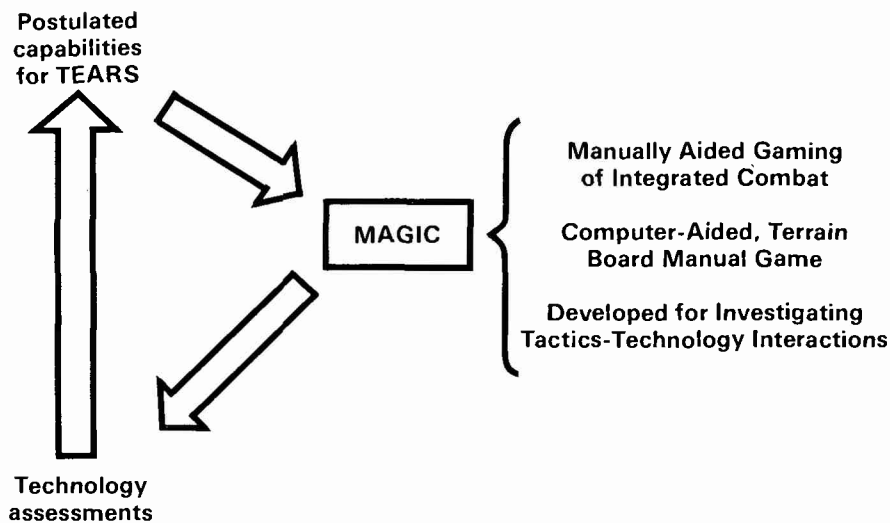 Postulated
capabilities
for TEARS
MAGIC
Manually Aided Gaming
of Integrated Combat
Computer-Aided, Terrain
Board Manual Game
Developed for Investigating
Tactics-Technology Interactions
Technology
assessments